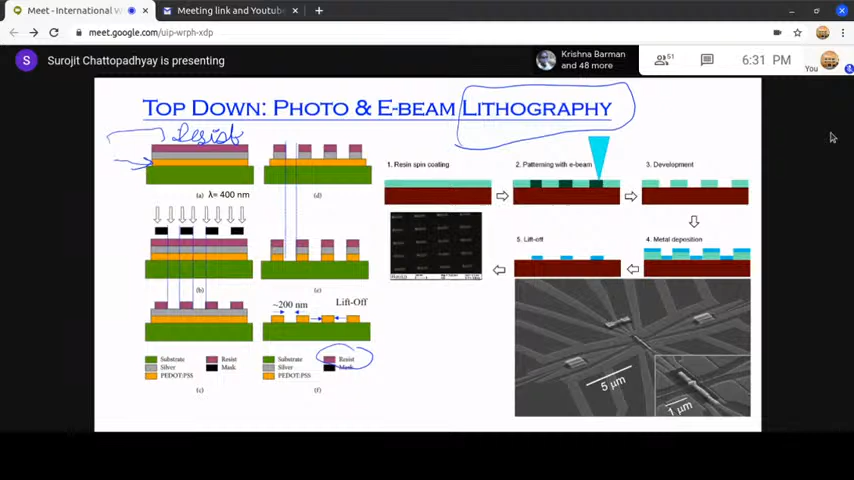 Meet - International W
Meeting link and Youtube
meet.google.com/uip-wrph-xdp
S Surojit Chattopadhyay is presenting
Krishna Barman
and 48 more
51
6:31 PM
You
TOP DOWN: PHOTO & E-BEAM LITHOGRAPHY
Resist
(a) λ= 400 nm
(d)
(b)
(e)
~200 nm
Lift-Off
Substrate
Resist
Silver
Mask
PEDOT:PSS
(c)
Substrate
Resist
Silver
Mask
PEDOT:PSS
(f)
1. Resin spin coating
2. Patterning with e-beam
3. Development
5. Lift-off
4. Metal deposition
5 μm
1 μm